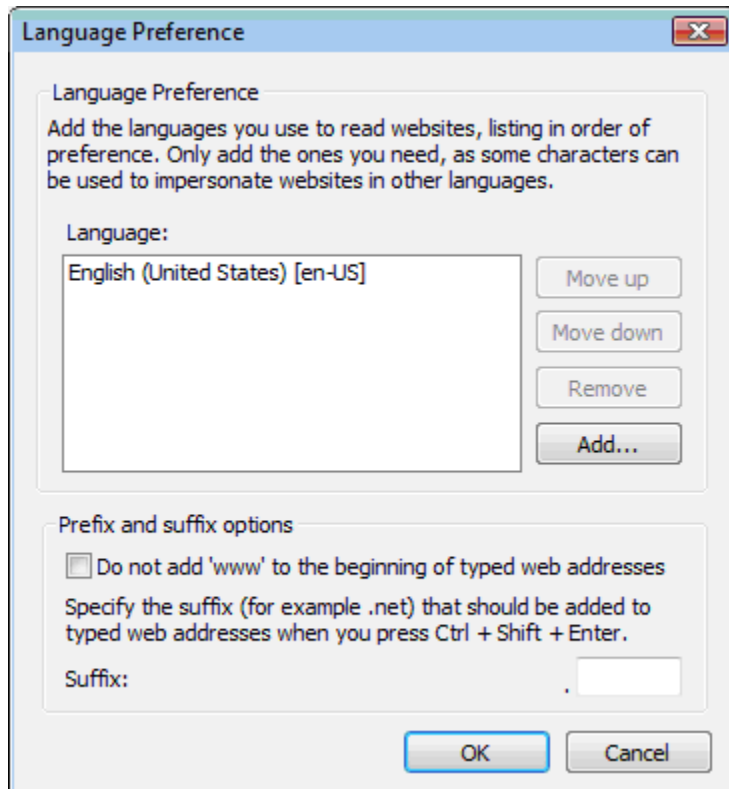 Language Preference
Language Preference
Add the languages you use to read websites, listing in order of
preference. Only add the ones you need, as some characters can
be used to impersonate websites in other languages.
Language:
English (United States) [en-US]
Move up
Move down
Remove
Add...
Prefix and suffix options
Do not add 'www' to the beginning of typed web addresses
Specify the suffix (for example .net) that should be added to
typed web addresses when you press Ctrl + Shift + Enter.
Suffix: .
OK Cancel